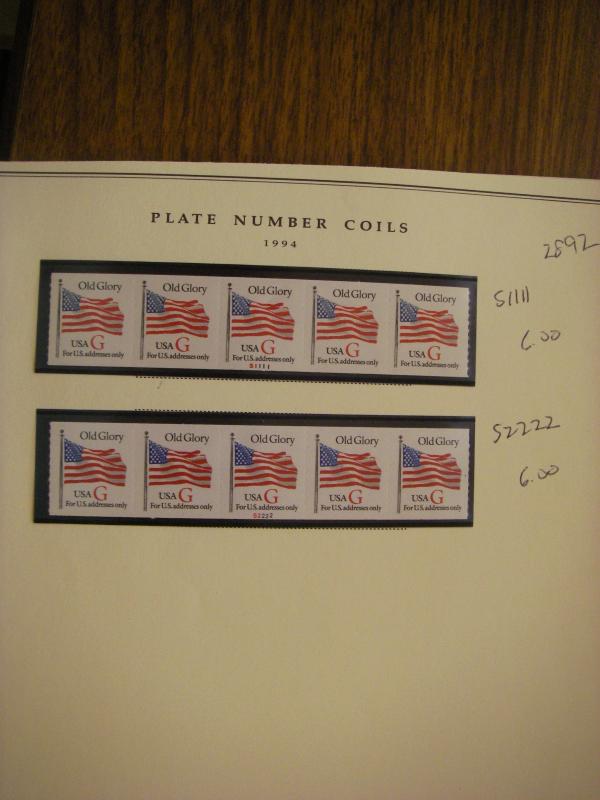 PLATE NUMBER COILS
1994
2892
Old Glory Old Glory Old Glory Old Glory Old Glory
USA G USA G USA G USA G USA G
For U.S. addresses only For U.S. addresses only For U.S. addresses only For U.S. addresses only For U.S. addresses only
S1111
S1111
6.00
Old Glory Old Glory Old Glory Old Glory Old Glory
USA G USA G USA G USA G USA G
For U.S. addresses only For U.S. addresses only For U.S. addresses only For U.S. addresses only For U.S. addresses only
S2222
S2222
6.00